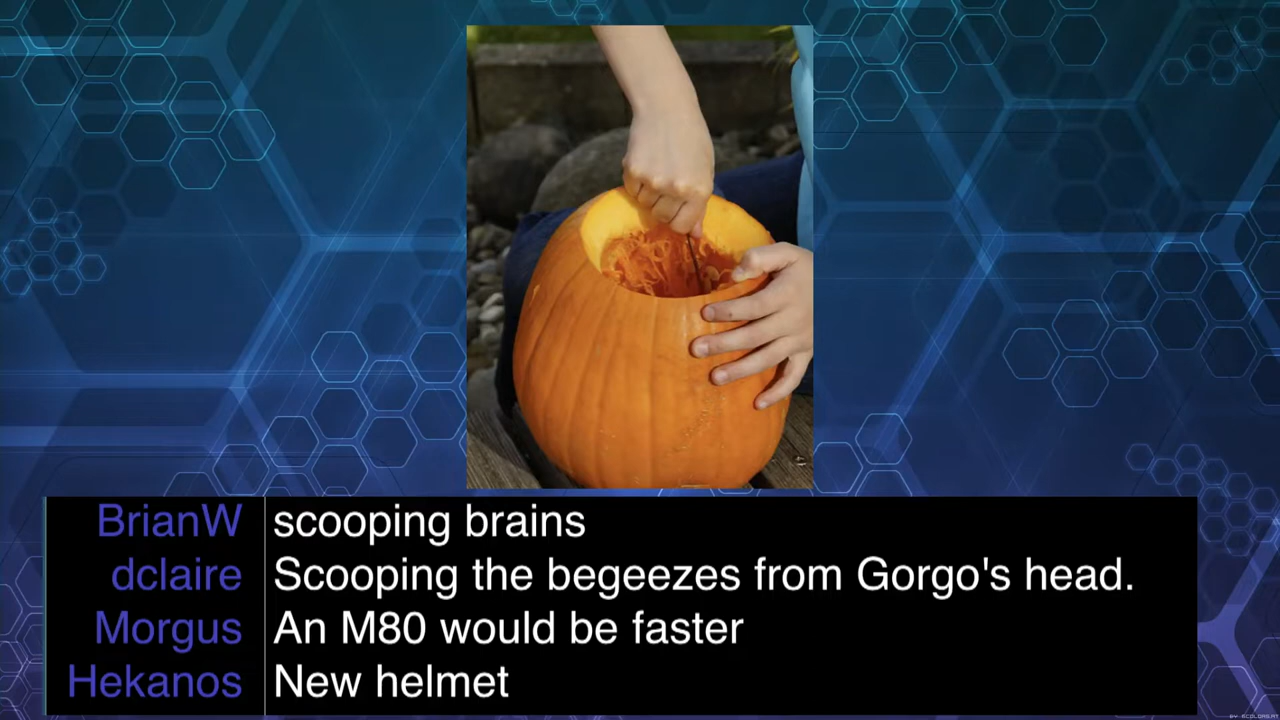 BrianW scooping brains
dclaire Scooping the begeezes from Gorgo's head.
Morgus An M80 would be faster
Hekanos New helmet